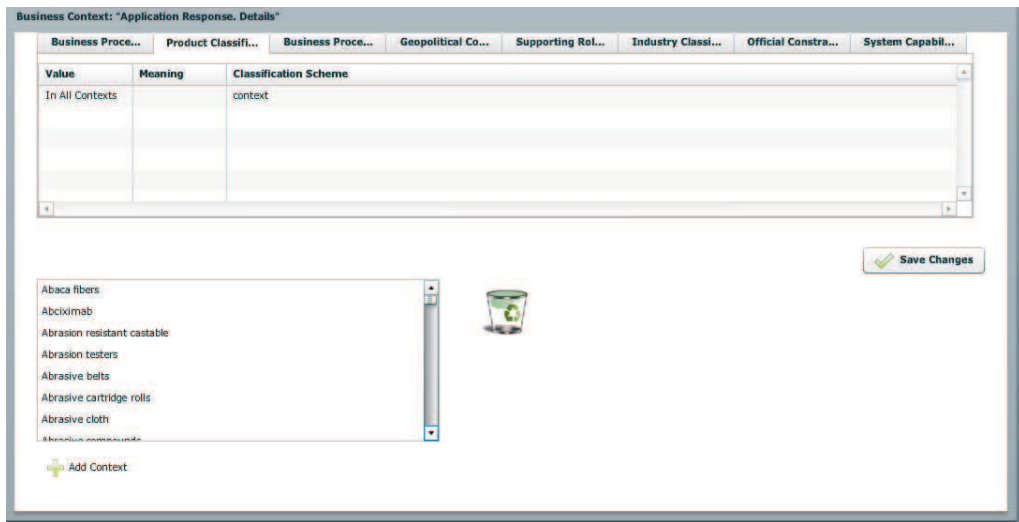 Business Context: "Application Response. Details"
Business Proce... Product Classifi... Business Proce... Geopolitical Co... Supporting Rol... Industry Classi... Official Constra... System Capabil...
Value Meaning Classification Scheme
In All Contexts context
Save Changes
Abaca fibers
Abciximab
Abrasion resistant castable
Abrasion testers
Abrasive belts
Abrasive cartridge rolls
Abrasive cloth
Abrasive compounds
Add Context